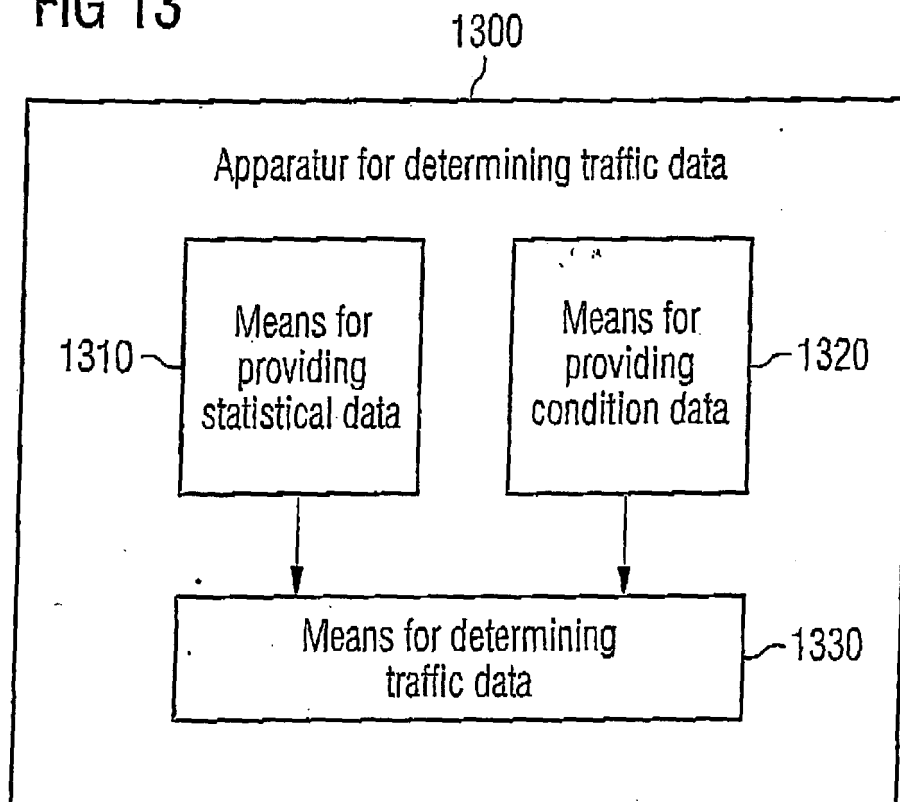 FIG 13
1300
Apparatur for determining traffic data
1310
Means for
providing
statistical data
Means for
providing
condition data
1320
Means for determining
traffic data
1330